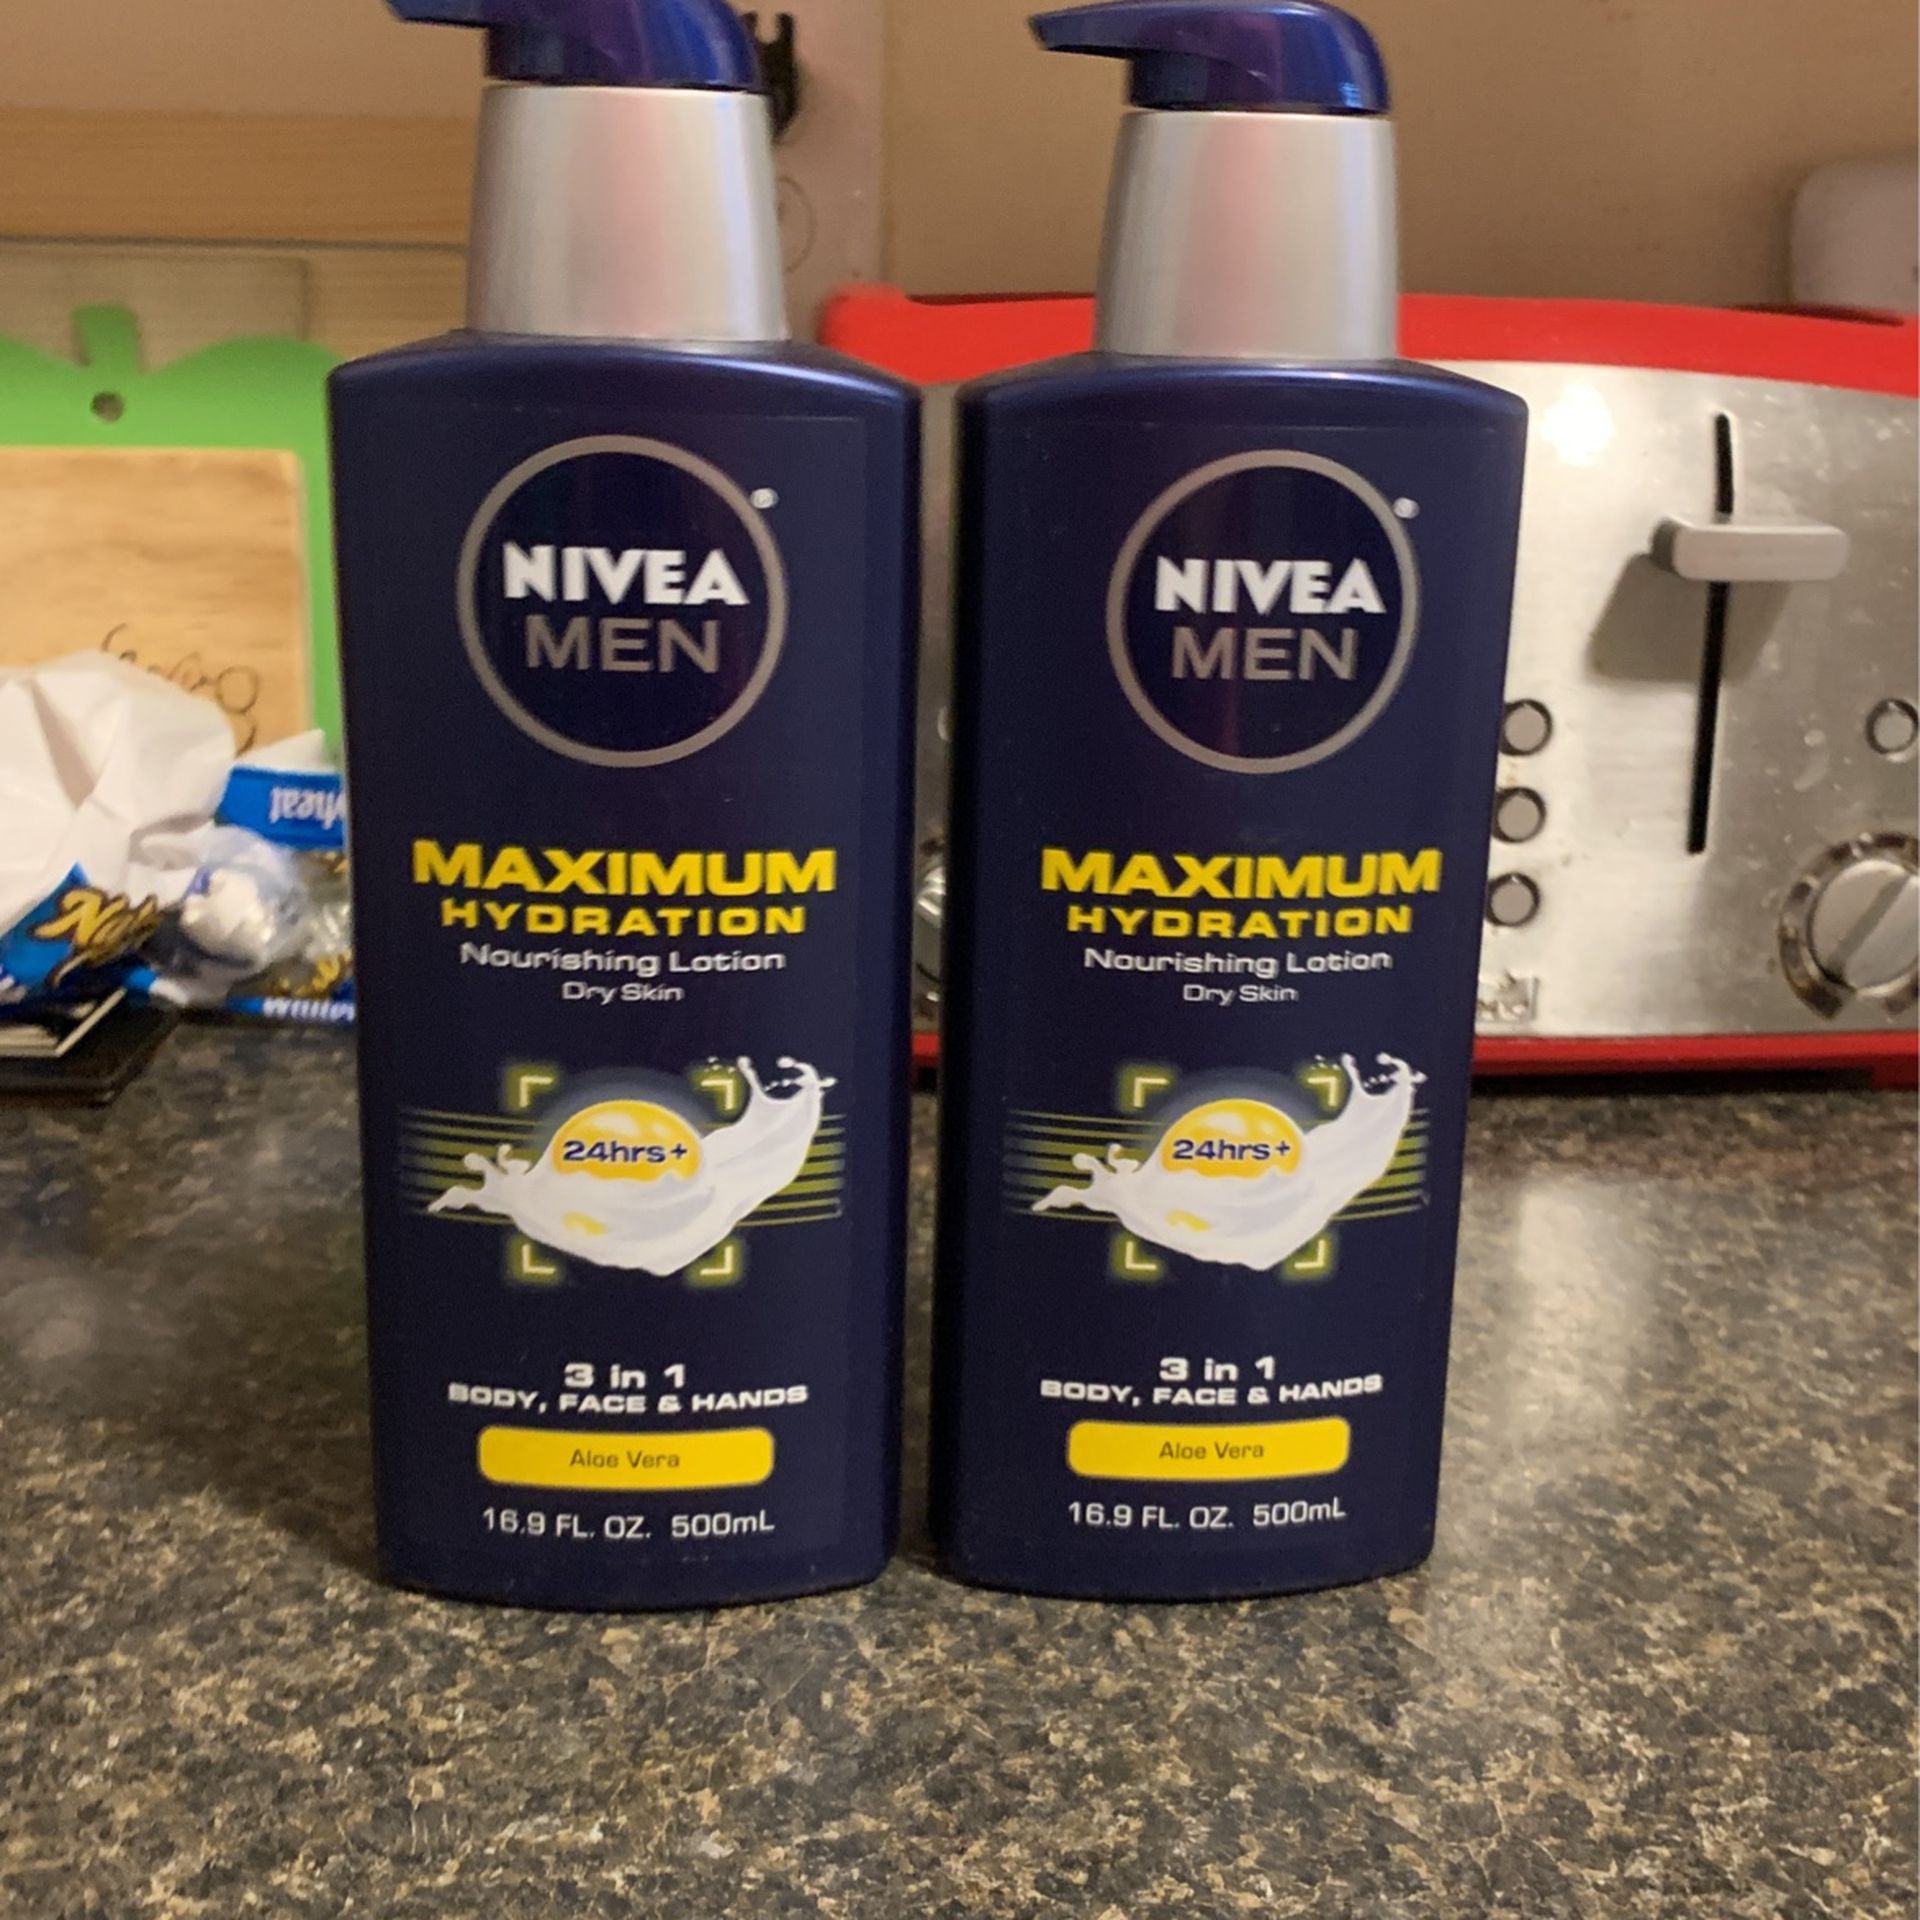 NIVEA
MEN
®
MAXIMUM
HYDRATION
Nourishing Lotion
Dry Skin
24hrs+
3 in 1
BODY, FACE & HANDS
Aloe Vera
16.9 FL. OZ. 500mL
NIVEA
MEN
®
MAXIMUM
HYDRATION
Nourishing Lotion
Dry Skin
24hrs+
3 in 1
BODY, FACE & HANDS
Aloe Vera
16.9 FL. OZ. 500mL